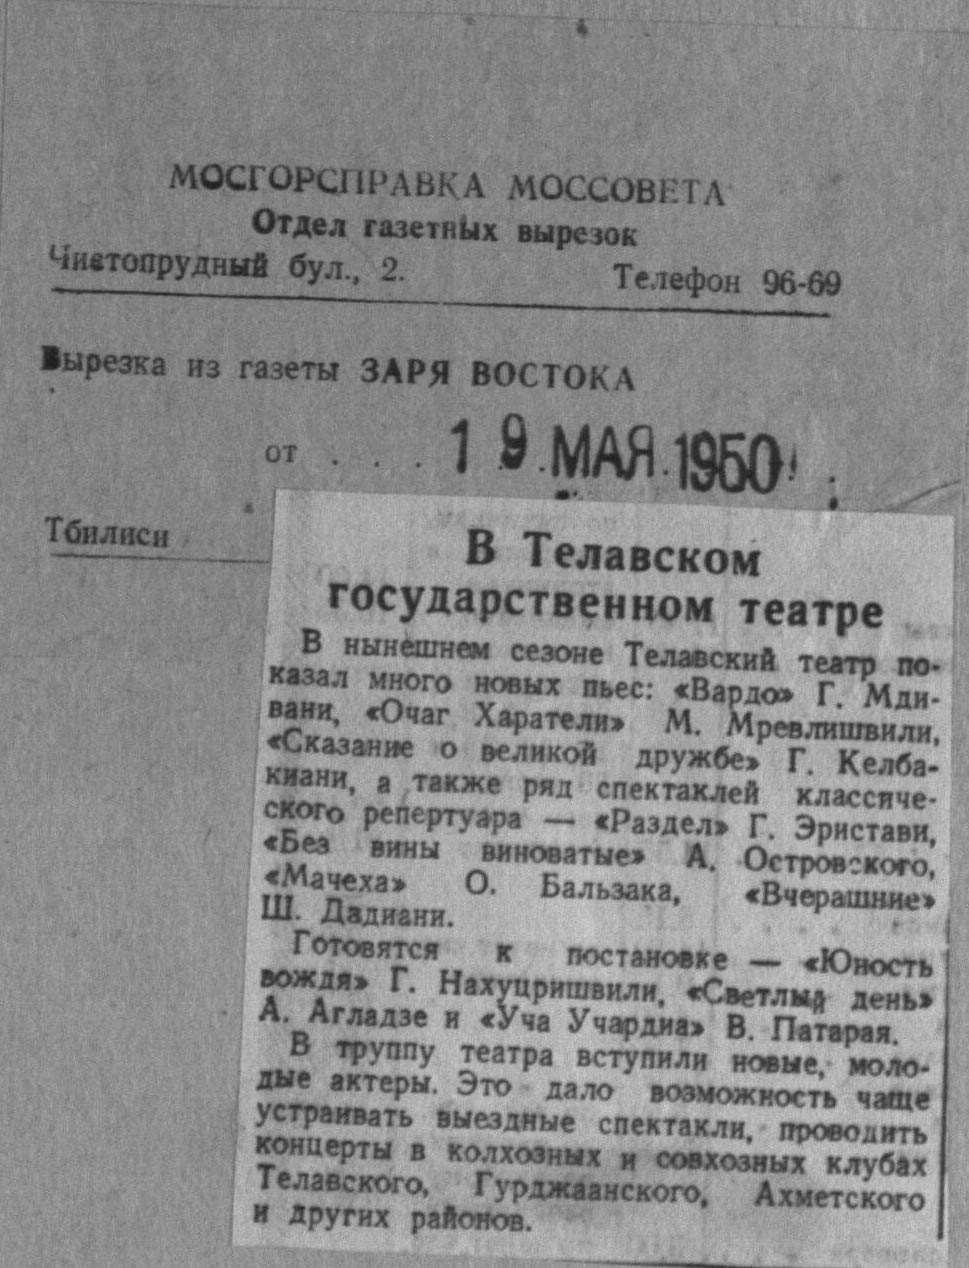 МОСГОРСПРАВКА МОССОВЕТА
Отдел газетных вырезок
Чистопрудный бул., 2. Телефон 96-69
Вырезка из газеты ЗАРЯ ВОСТОКА
от . . . . 19 МАЯ 1950
Тбилиси
В Телавском
государственном театре
В нынешнем сезоне Телавский театр по-
казал много новых пьес: «Вардо» Г. Мди-
вани, «Очаг Харатели» М. Мревлишвили,
«Сказание о великой дружбе» Г. Келба-
киани, а также ряд спектаклей классиче-
ского репертуара — «Раздел» Г. Эристави,
«Без вины виноватые» А. Островского,
«Мачеха» О. Бальзака, «Вчерашние»
Ш. Дадиани.
Готовятся к постановке — «Юность
вождя» Г. Нахуцришвили, «Светлый день»
А. Агладзе и «Уча Учардиа» В. Патарая.
В труппу театра вступили новые, моло-
дые актеры. Это дало возможность чаще
устраивать выездные спектакли, проводить
концерты в колхозных и совхозных клубах
Телавского, Гурджаанского, Ахметского
и других районов.